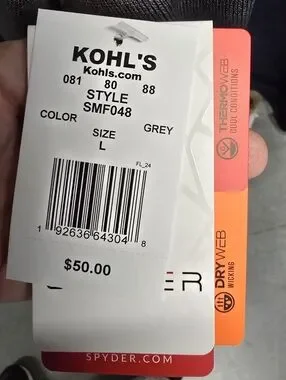 KOHL'S
Kohls.com
081 80 88
STYLE
SMF048
COLOR GREY
SIZE
L
FL_24
1 92636 64304 8
$50.00
ER
SPYDER.COM
THERMOWEB
COOL CONDITIONS
DRYWEB
WICKING